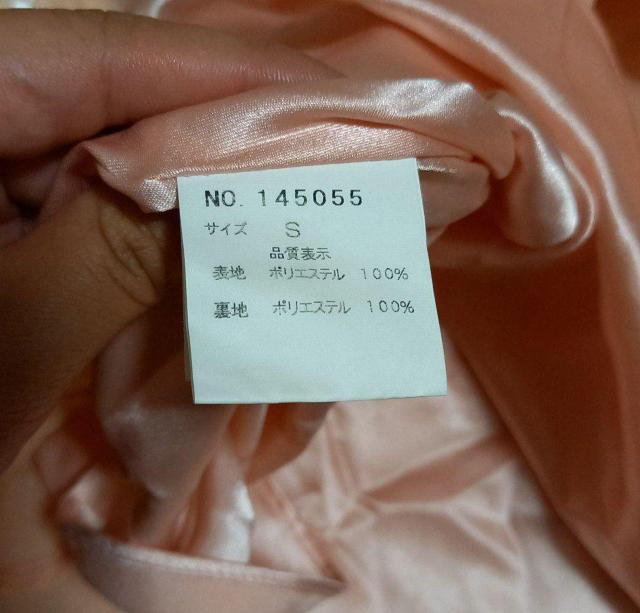 NO. 145055
サイズ S
品質表示
表地 ポリエステル 100%
裏地 ポリエステル 100%